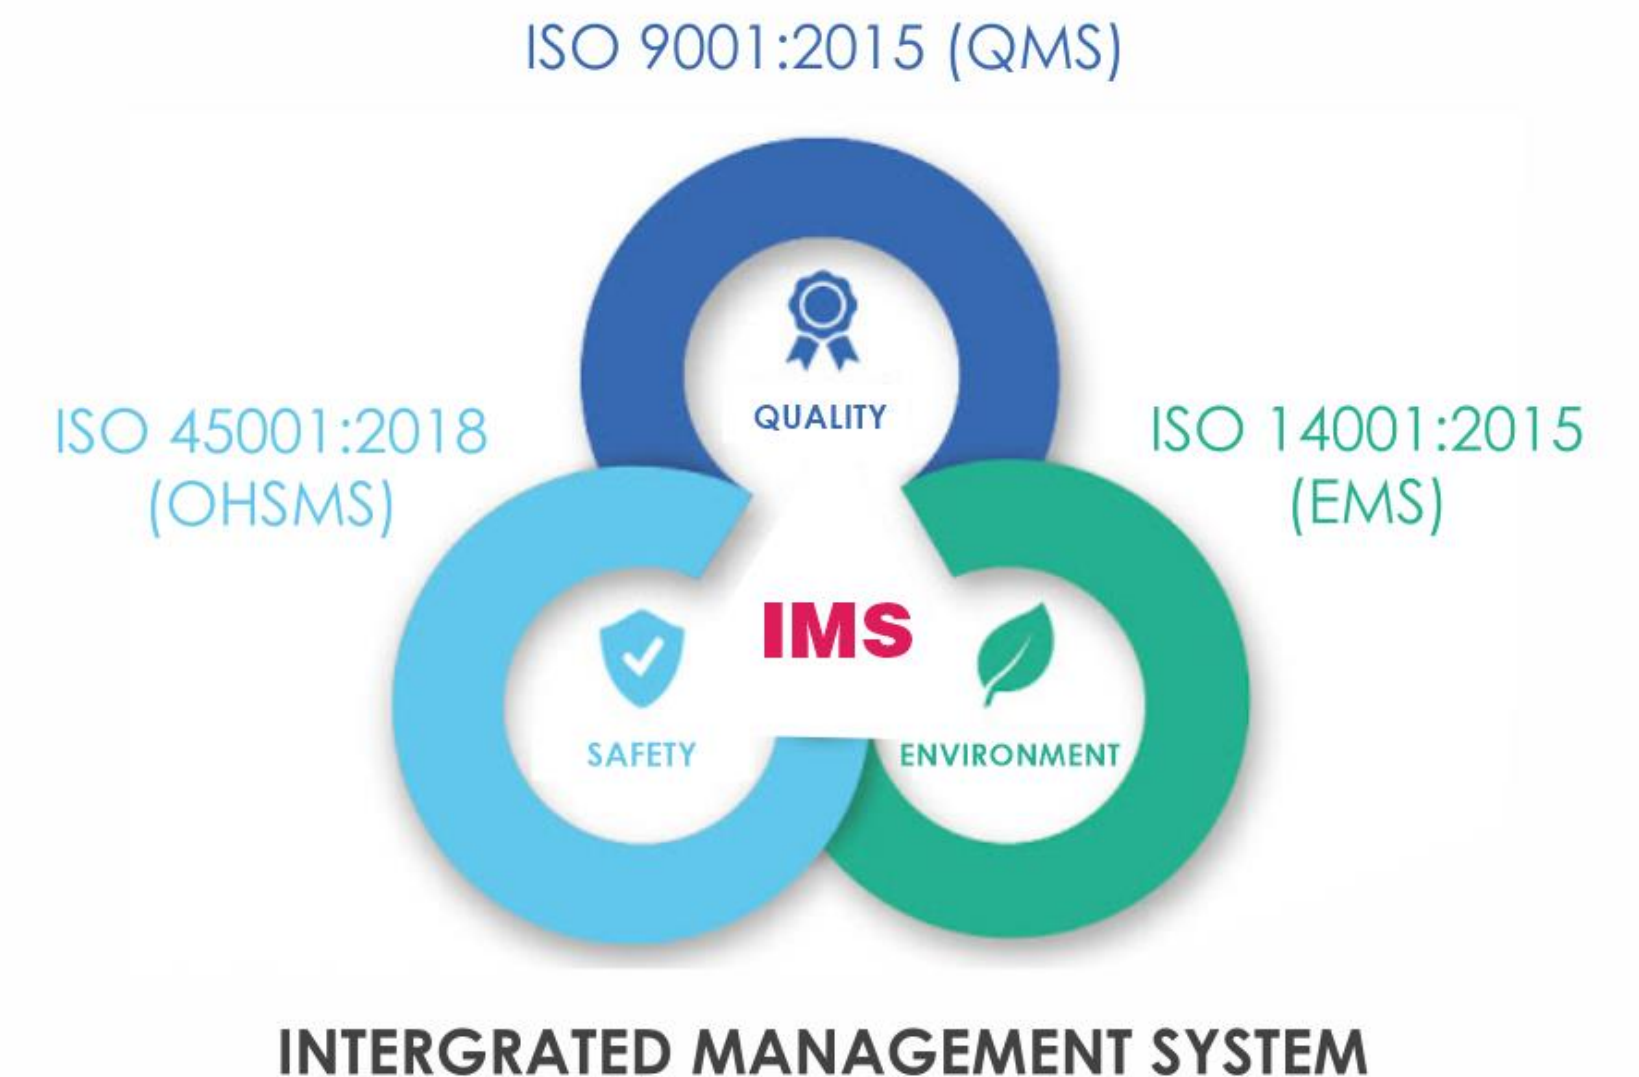 ISO 9001:2015 (QMS)
QUALITY
ISO 45001:2018
(OHSMS)
ISO 14001:2015
(EMS)
IMS
SAFETY
ENVIRONMENT
INTERGRATED MANAGEMENT SYSTEM